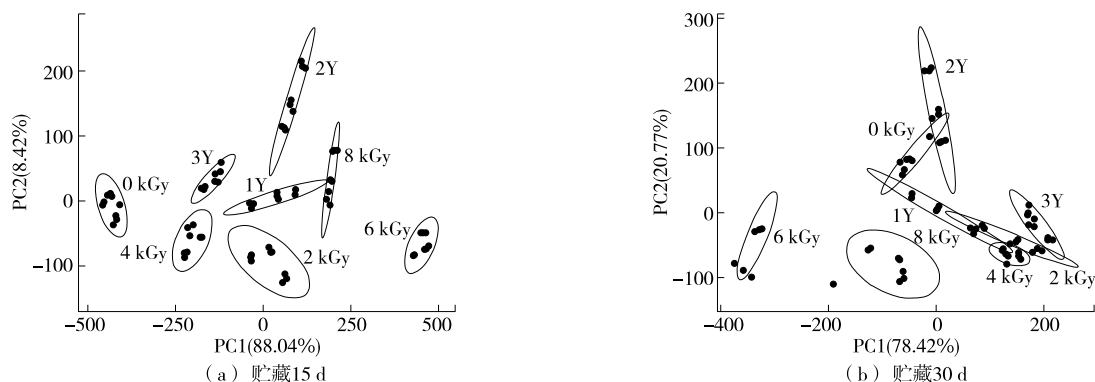 200
100
0
−100
PC2(8.42%)
2Y
3Y
8 kGy
0 kGy
1Y
6 kGy
4 kGy
2 kGy
−500
−250
0
250
500
PC1(88.04%)
(a) 贮藏15 d
300
200
100
0
−100
PC2(20.77%)
2Y
0 kGy
3Y
1Y
6 kGy
8 kGy
4 kGy
2 kGy
−400
−200
0
200
PC1(78.42%)
(b) 贮藏30 d